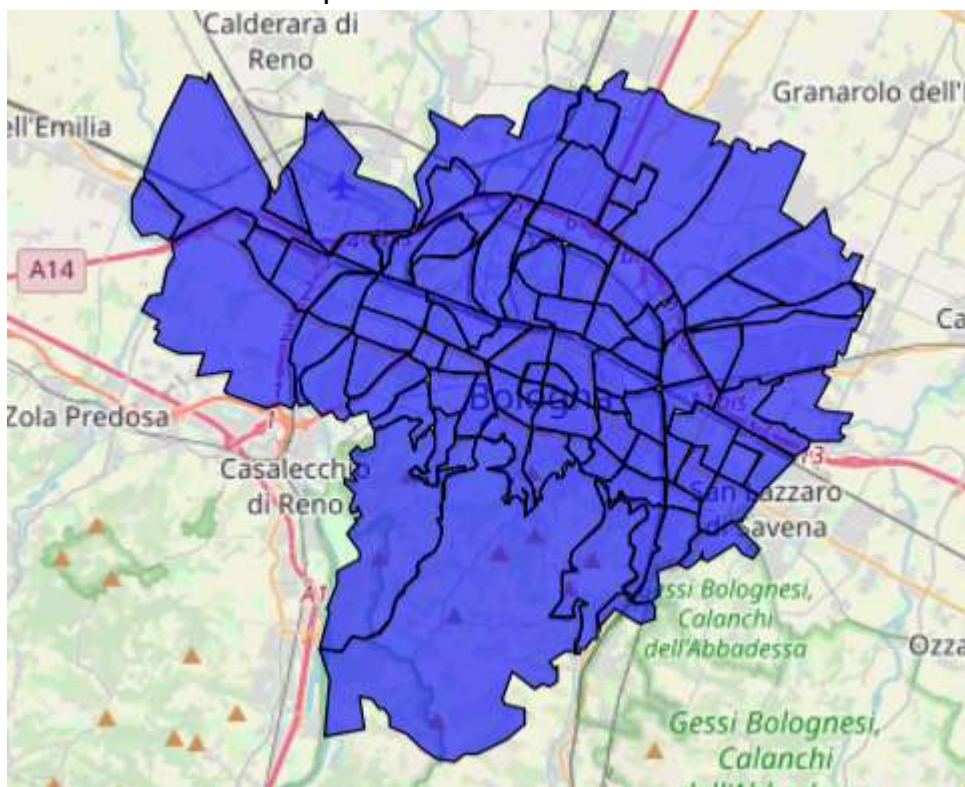 Calderara di
Reno
Granarolo dell'
ell'Emilia
A14
Ca
Zola Predosa
Bologna
Casalecchio
di Reno
San Lazzaro
di Savena
A1
Gessi Bolognesi,
Calanchi
dell'Abbadessa
Ozza
Gessi Bolognesi,
Calanchi